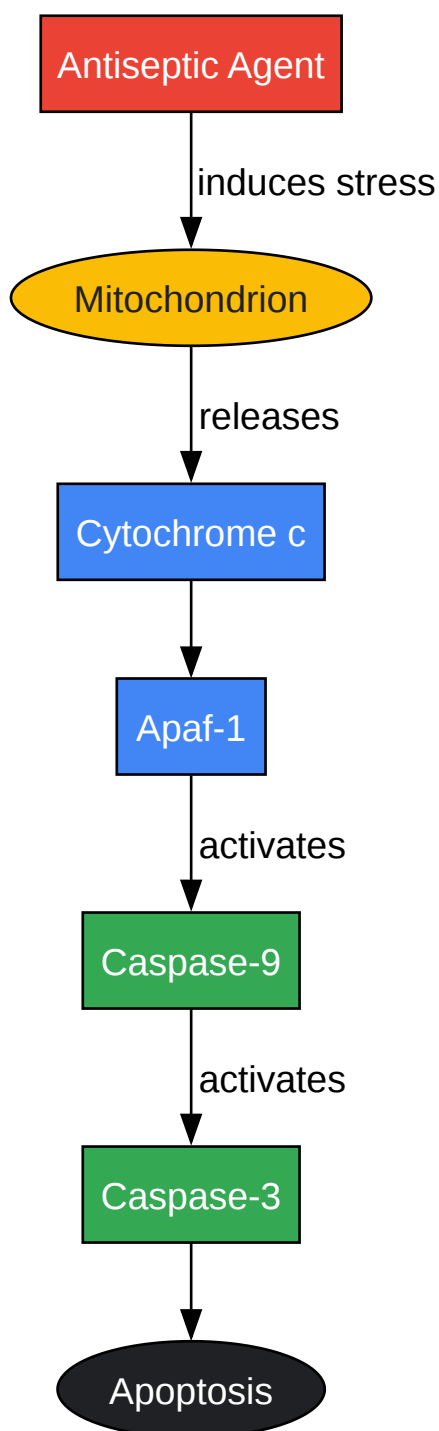 Antiseptic Agent
induces stress
Mitochondrion
releases
Cytochrome c
Apaf-1
activates
Caspase-9
activates
Caspase-3
Apoptosis